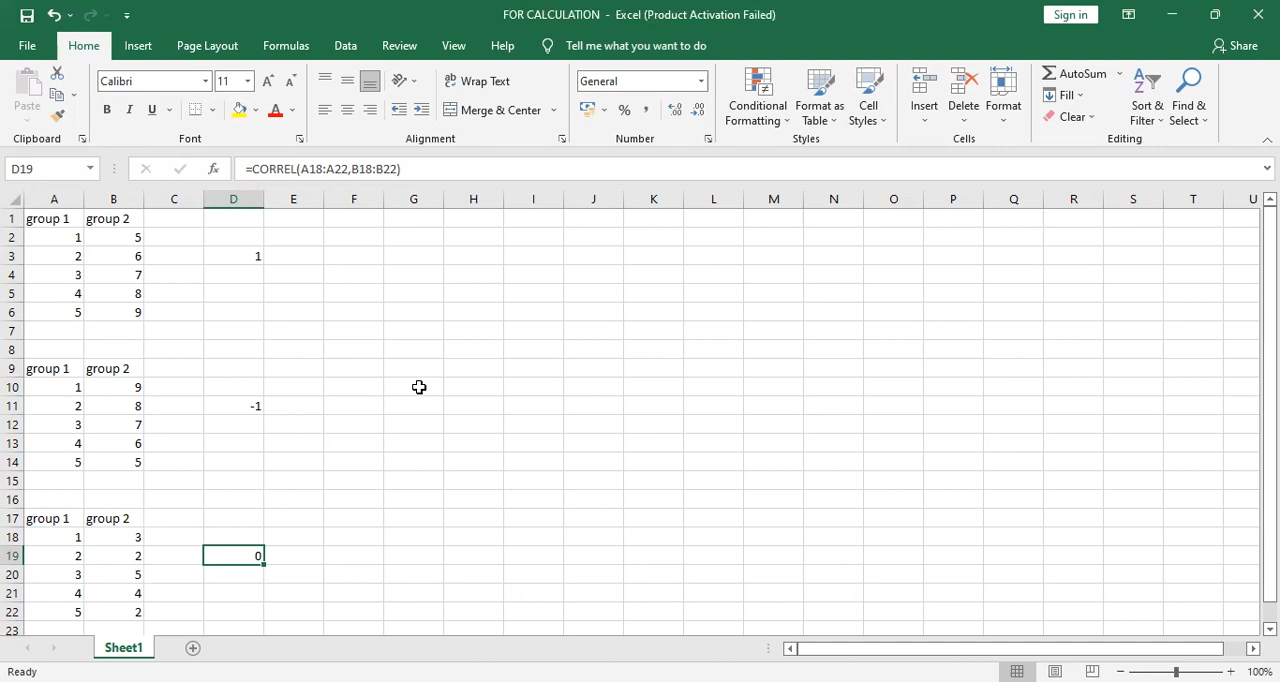 FOR CALCULATION - Excel (Product Activation Failed)
Sign in
File Home Insert Page Layout Formulas Data Review View Help Tell me what you want to do Share
Paste
Clipboard
Calibri 11
B I U A
Font
Wrap Text
Merge & Center
Alignment
General
Number
Conditional Formatting
Format as Table
Cell Styles
Styles
Insert Delete Format
Cells
AutoSum
Fill
Clear
Sort & Filter
Find & Select
Editing
D19 fx =CORREL(A18:A22,B18:B22)
A B C D E F G H I J K L M N O P Q R S T U
1 group 1 group 2
2 1 5
3 2 6 1
4 3 7
5 4 8
6 5 9
7
8
9 group 1 group 2
10 1 9
11 2 8 -1
12 3 7
13 4 6
14 5 5
15
16
17 group 1 group 2
18 1 3
19 2 2 0
20 3 5
21 4 4
22 5 2
23
Sheet1
Ready
100%